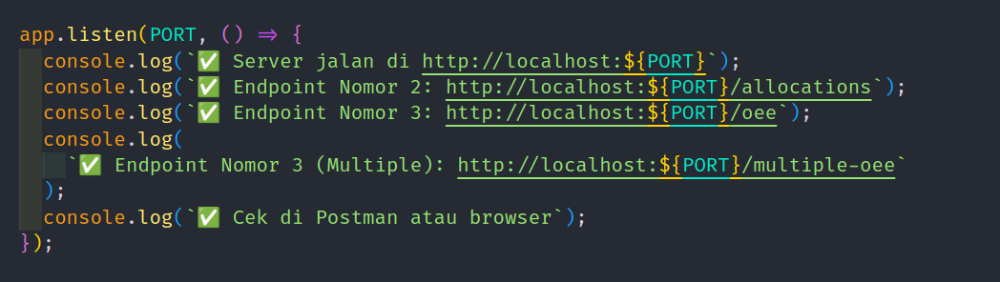 app.listen(PORT, () => {
  console.log(`✅ Server jalan di http://localhost:${PORT}`);
  console.log(`✅ Endpoint Nomor 2: http://localhost:${PORT}/allocations`);
  console.log(`✅ Endpoint Nomor 3: http://localhost:${PORT}/oee`);
  console.log(
    `✅ Endpoint Nomor 3 (Multiple): http://localhost:${PORT}/multiple-oee`
  );
  console.log(`✅ Cek di Postman atau browser`);
});